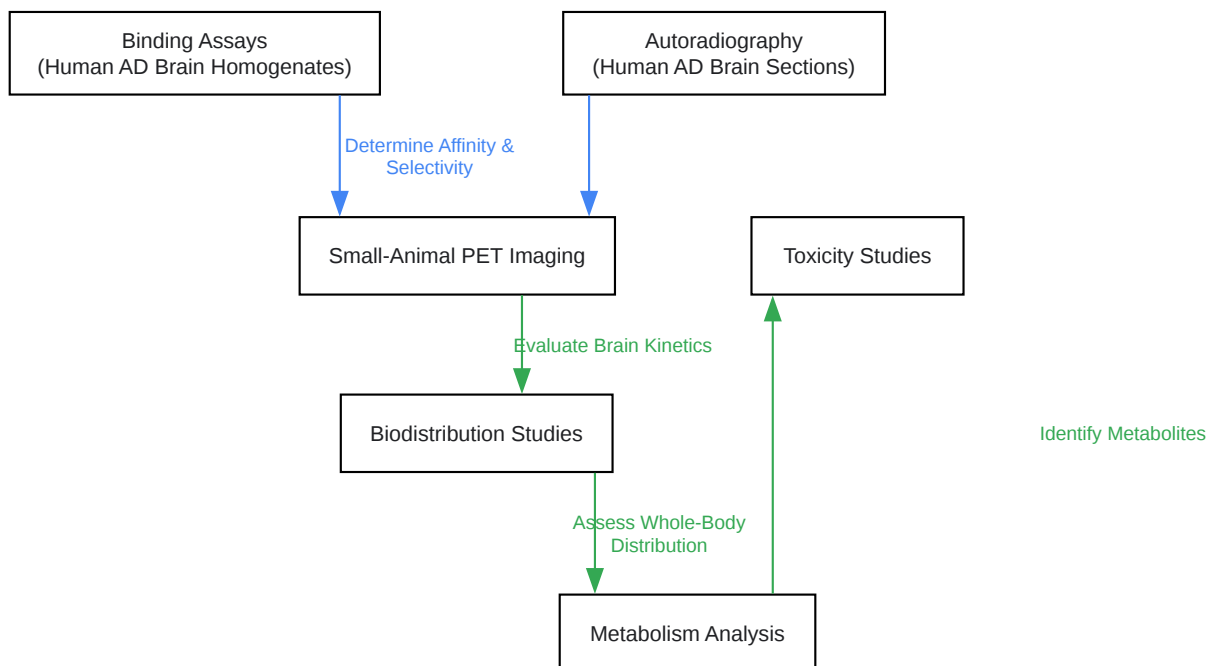 Binding Assays
(Human AD Brain Homogenates)
Autoradiography
(Human AD Brain Sections)
Determine Affinity &
Selectivity
Small-Animal PET Imaging
Toxicity Studies
Evaluate Brain Kinetics
Biodistribution Studies
Identify Metabolites
Assess Whole-Body
Distribution
Metabolism Analysis